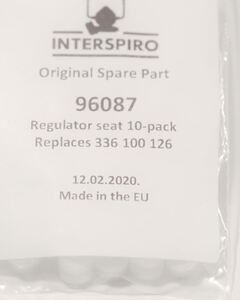 INTERSPIRO
Original Spare Part
96087
Regulator seat 10-pack
Replaces 336 100 126
12.02.2020.
Made in the EU